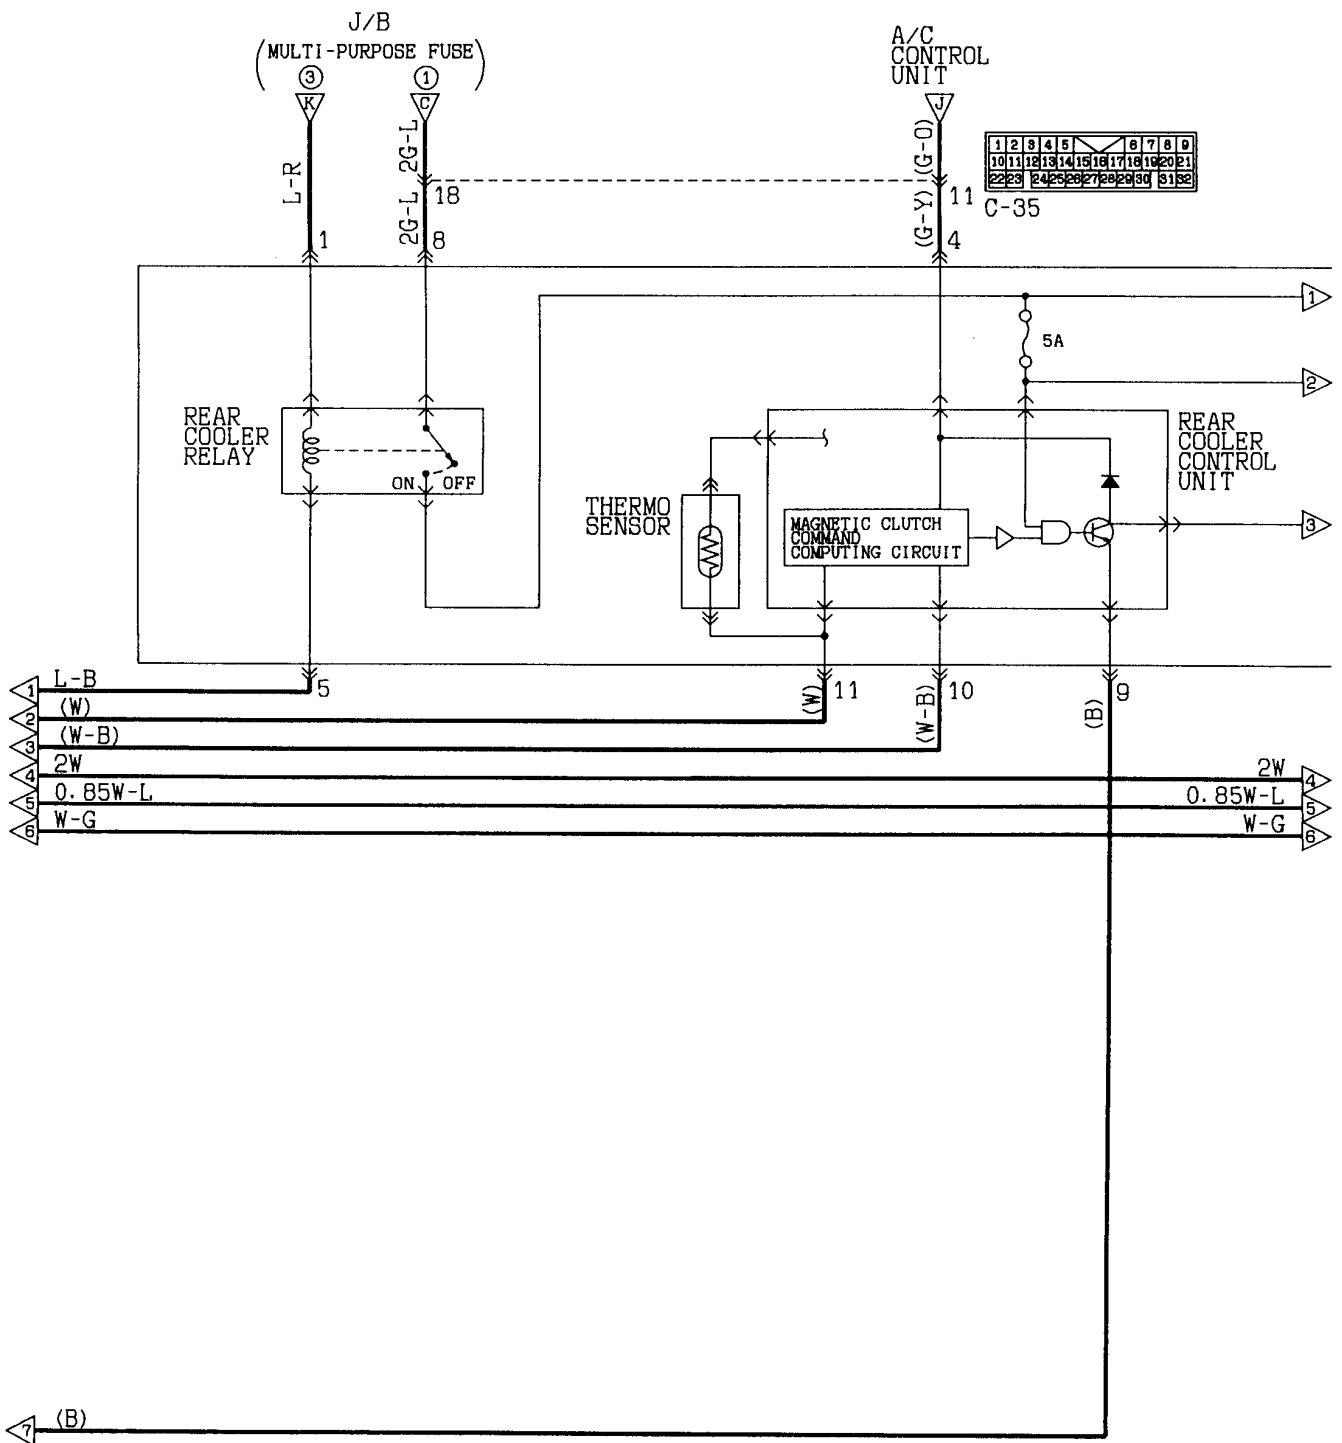 J/B
(MULTI-PURPOSE FUSE)
3 1
K C
L-R
2G-L
2G-L
18
1
8
A/C
CONTROL
UNIT
J
(G-O)
(G-Y)
11
4
1 2 3 4 5 6 7 8 9
10 11 12 13 14 15 16 17 18 19 20 21
22 23 24 25 26 27 28 29 30 31 32
C-35
1
5A
2
REAR
COOLER
RELAY
ON OFF
THERMO
SENSOR
MAGNETIC CLUTCH
COMMAND
COMPUTING CIRCUIT
REAR
COOLER
CONTROL
UNIT
3
1 L-B
5
2 (W)
(W) 11
3 (W-B)
(W-B) 10
(B) 9
4 2W
2W 4
5 0.85W-L
0.85W-L 5
6 W-G
W-G 6
7 (B)